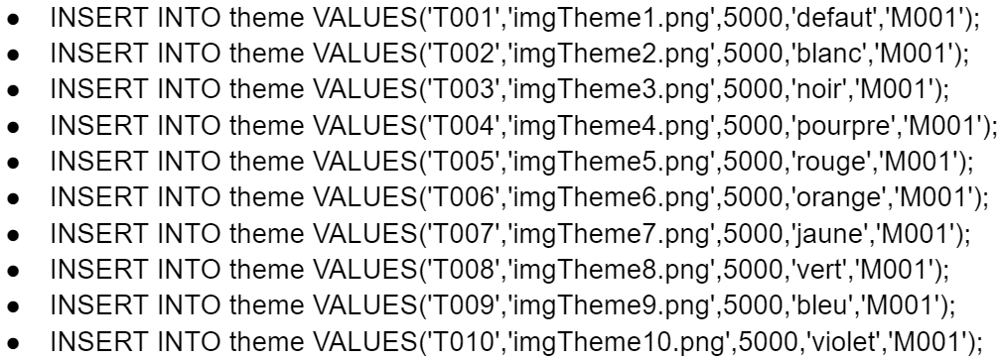 ● INSERT INTO theme VALUES('T001','imgTheme1.png',5000,'defaut','M001');
● INSERT INTO theme VALUES('T002','imgTheme2.png',5000,'blanc','M001');
● INSERT INTO theme VALUES('T003','imgTheme3.png',5000,'noir','M001');
● INSERT INTO theme VALUES('T004','imgTheme4.png',5000,'pourpre','M001');
● INSERT INTO theme VALUES('T005','imgTheme5.png',5000,'rouge','M001');
● INSERT INTO theme VALUES('T006','imgTheme6.png',5000,'orange','M001');
● INSERT INTO theme VALUES('T007','imgTheme7.png',5000,'jaune','M001');
● INSERT INTO theme VALUES('T008','imgTheme8.png',5000,'vert','M001');
● INSERT INTO theme VALUES('T009','imgTheme9.png',5000,'bleu','M001');
● INSERT INTO theme VALUES('T010','imgTheme10.png',5000,'violet','M001');